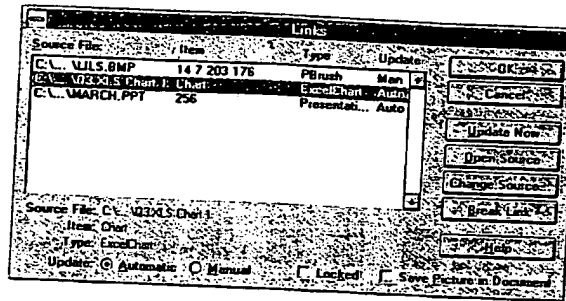 Links
Source File: Item Type Update
C:\... \LILS.BMP 14 7 203 176 PBrush Man
C:\... \Q3.XLS Chart Chart ExcelChart Auto
C:\... \MARCH.PPT 256 Presentati... Auto
OK
Cancel
Update Now
Open Source
Change Source
Break Link
Help
Source File: C:\... \Q3.XLS Chart 1
Item: Chart
Type: ExcelChart
Update: Automatic Manual Locked Save Picture in Document